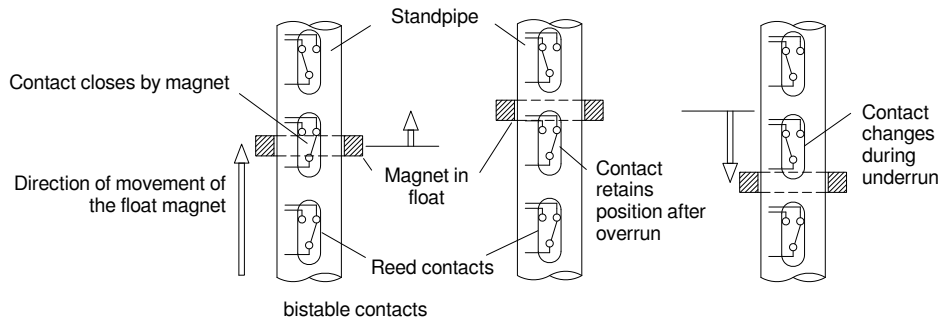 Standpipe
Contact closes by magnet
Direction of movement of
the float magnet
Magnet in
float
Contact
retains
position after
overrun
Contact
changes
during
underrun
Reed contacts
bistable contacts